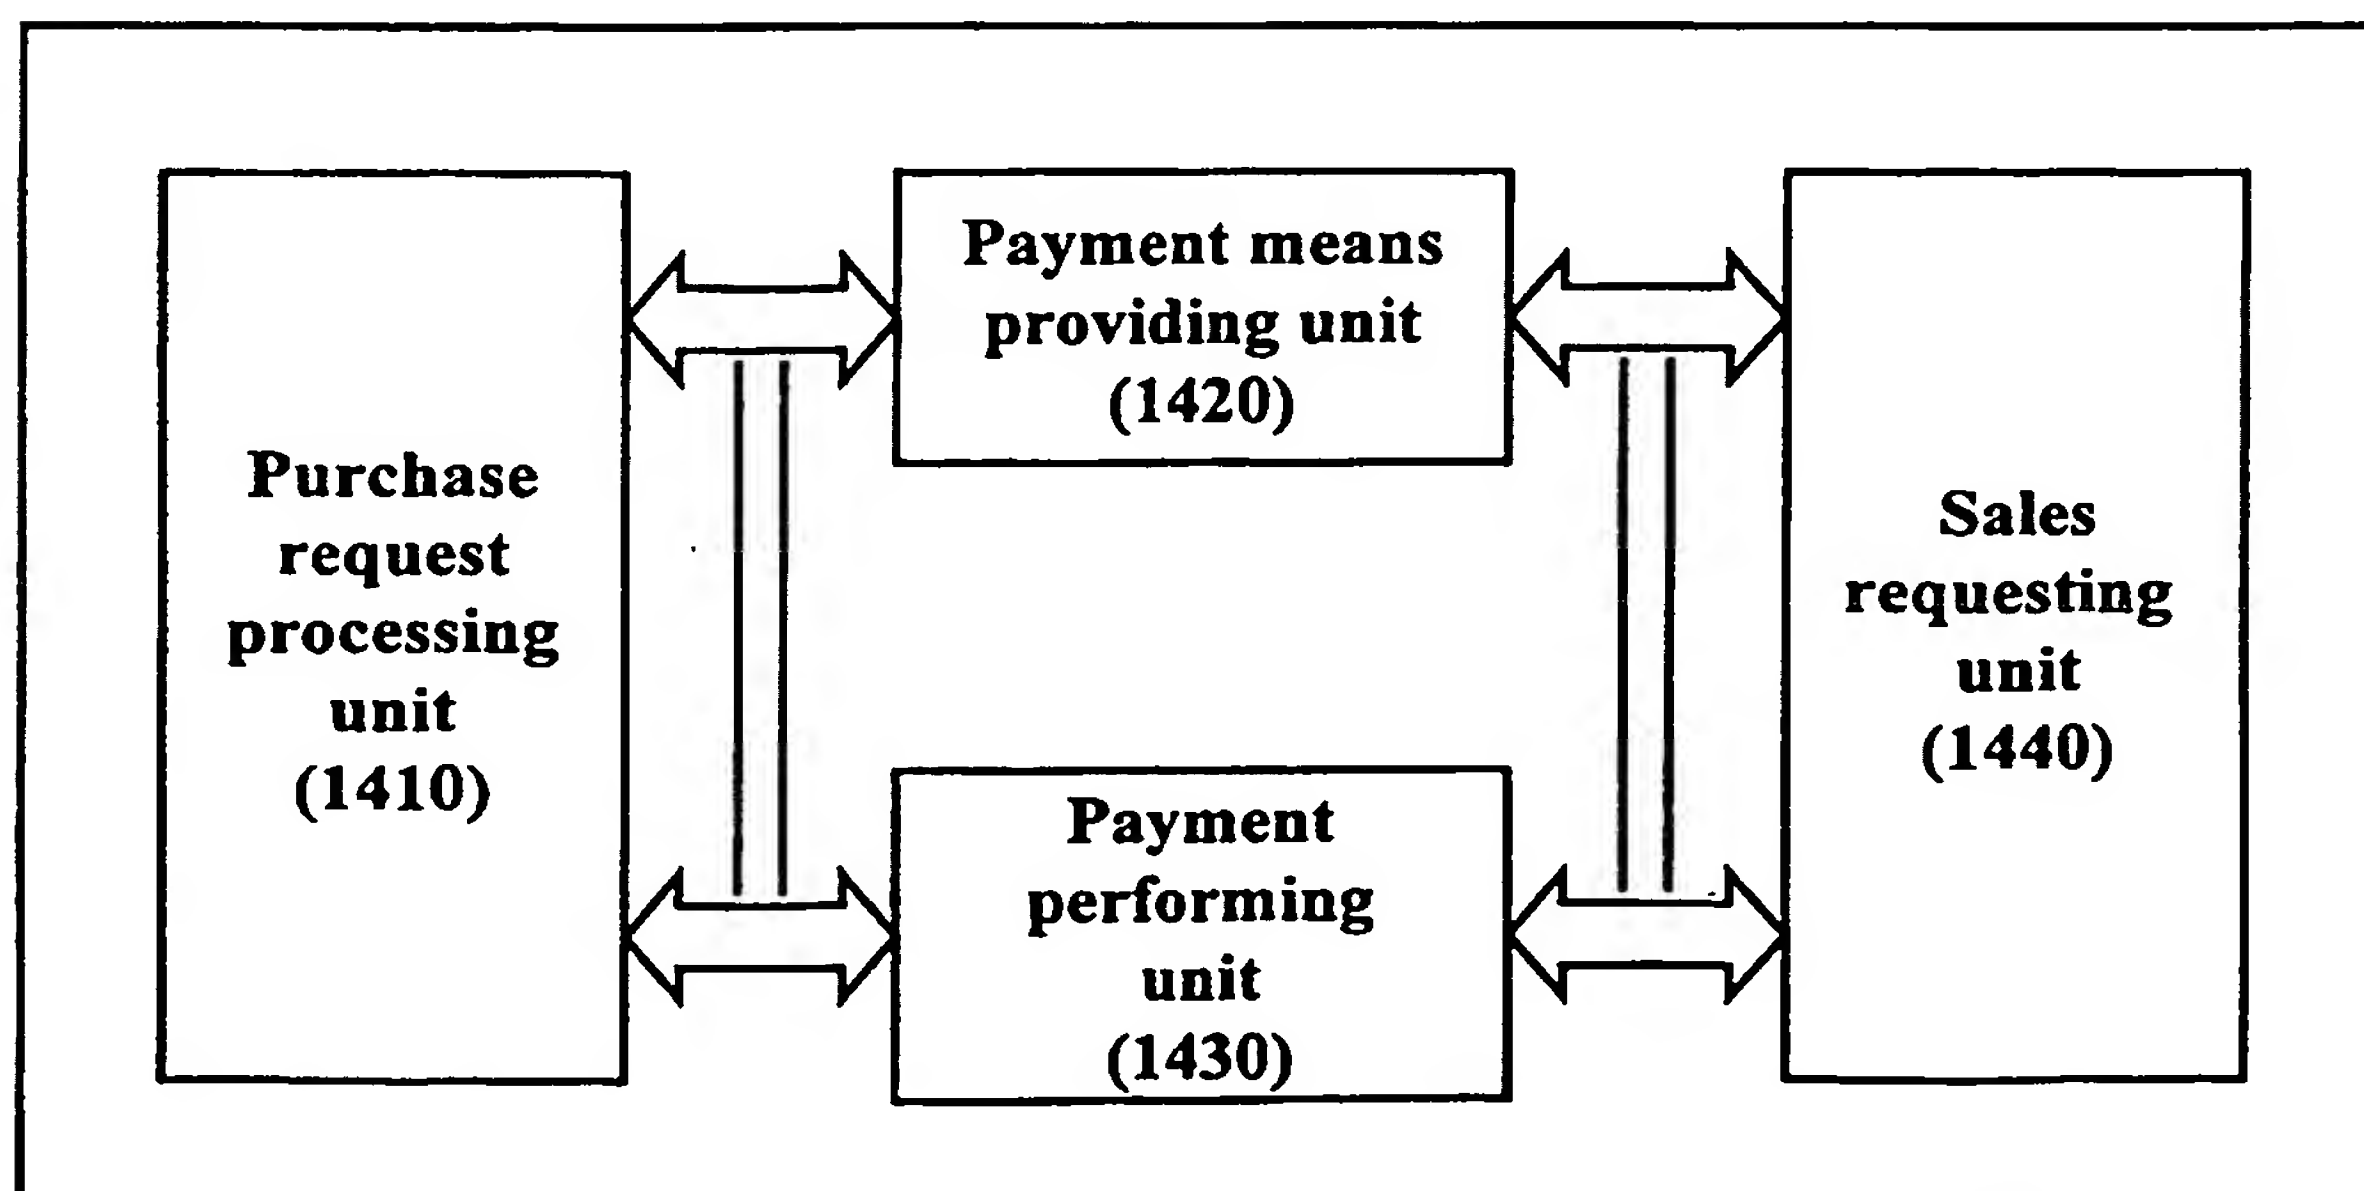 Purchase
request
processing
unit
(1410)
Payment means
providing unit
(1420)
Payment
performing
unit
(1430)
Sales
requesting
unit
(1440)